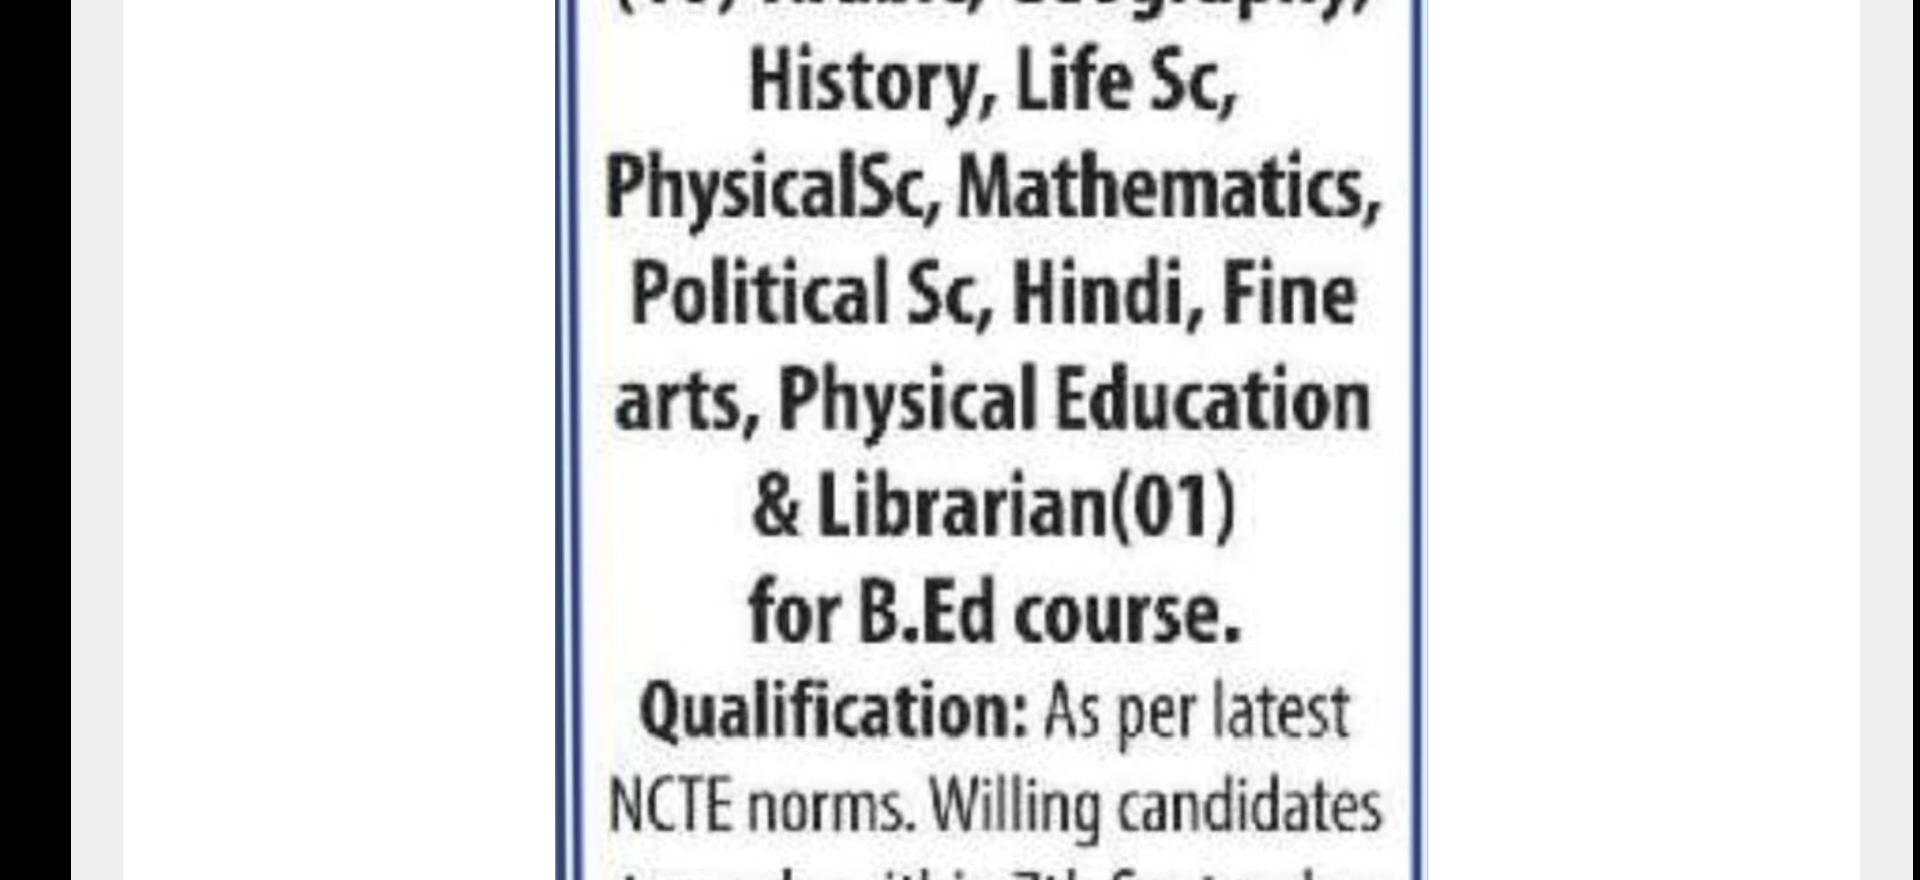 Geography,
History, Life Sc,
PhysicalSc, Mathematics,
Political Sc, Hindi, Fine
arts, Physical Education
& Librarian(01)
for B.Ed course.
Qualification: As per latest
NCTE norms. Willing candidates